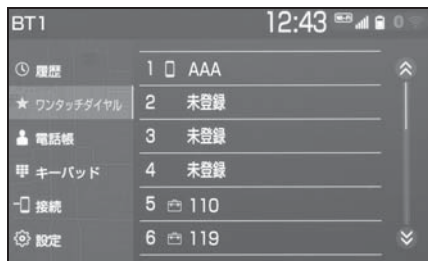 BT1 12:43
履歴
ワンタッチダイヤル
電話帳
キーパッド
接続
設定
1 AAA
2 未登録
3 未登録
4 未登録
5 110
6 119